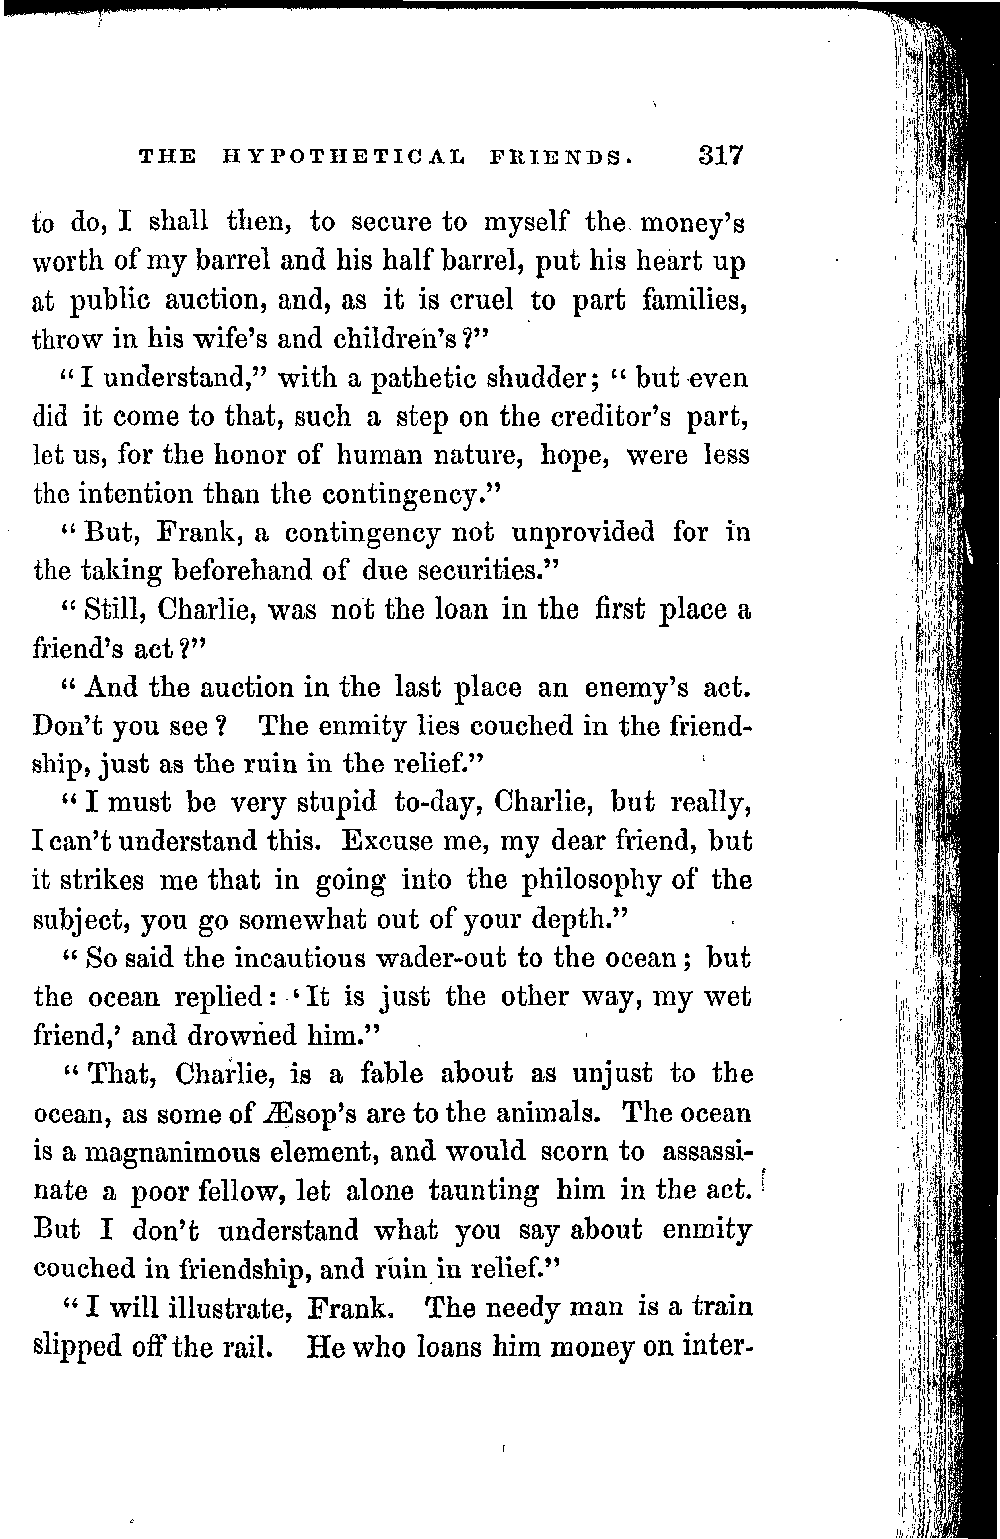 THE HYPOTHETICAL FRIENDS. 317
to do, I shall then, to secure to myself the money's
worth of my barrel and his half barrel, put his heart up
at public auction, and, as it is cruel to part families,
throw in his wife's and children's?"
"I understand," with a pathetic shudder; "but even
did it come to that, such a step on the creditor's part,
let us, for the honor of human nature, hope, were less
the intention than the contingency."
"But, Frank, a contingency not unprovided for in
the taking beforehand of due securities."
"Still, Charlie, was not the loan in the first place a
friend's act?"
"And the auction in the last place an enemy's act.
Don't you see? The enmity lies couched in the friend-
ship, just as the ruin in the relief."
"I must be very stupid to-day, Charlie, but really,
I can't understand this. Excuse me, my dear friend, but
it strikes me that in going into the philosophy of the
subject, you go somewhat out of your depth."
"So said the incautious wader-out to the ocean; but
the ocean replied: 'It is just the other way, my wet
friend,' and drowned him."
"That, Charlie, is a fable about as unjust to the
ocean, as some of Æsop's are to the animals. The ocean
is a magnanimous element, and would scorn to assassi-
nate a poor fellow, let alone taunting him in the act.
But I don't understand what you say about enmity
couched in friendship, and ruin in relief."
"I will illustrate, Frank. The needy man is a train
slipped off the rail. He who loans him money on inter-